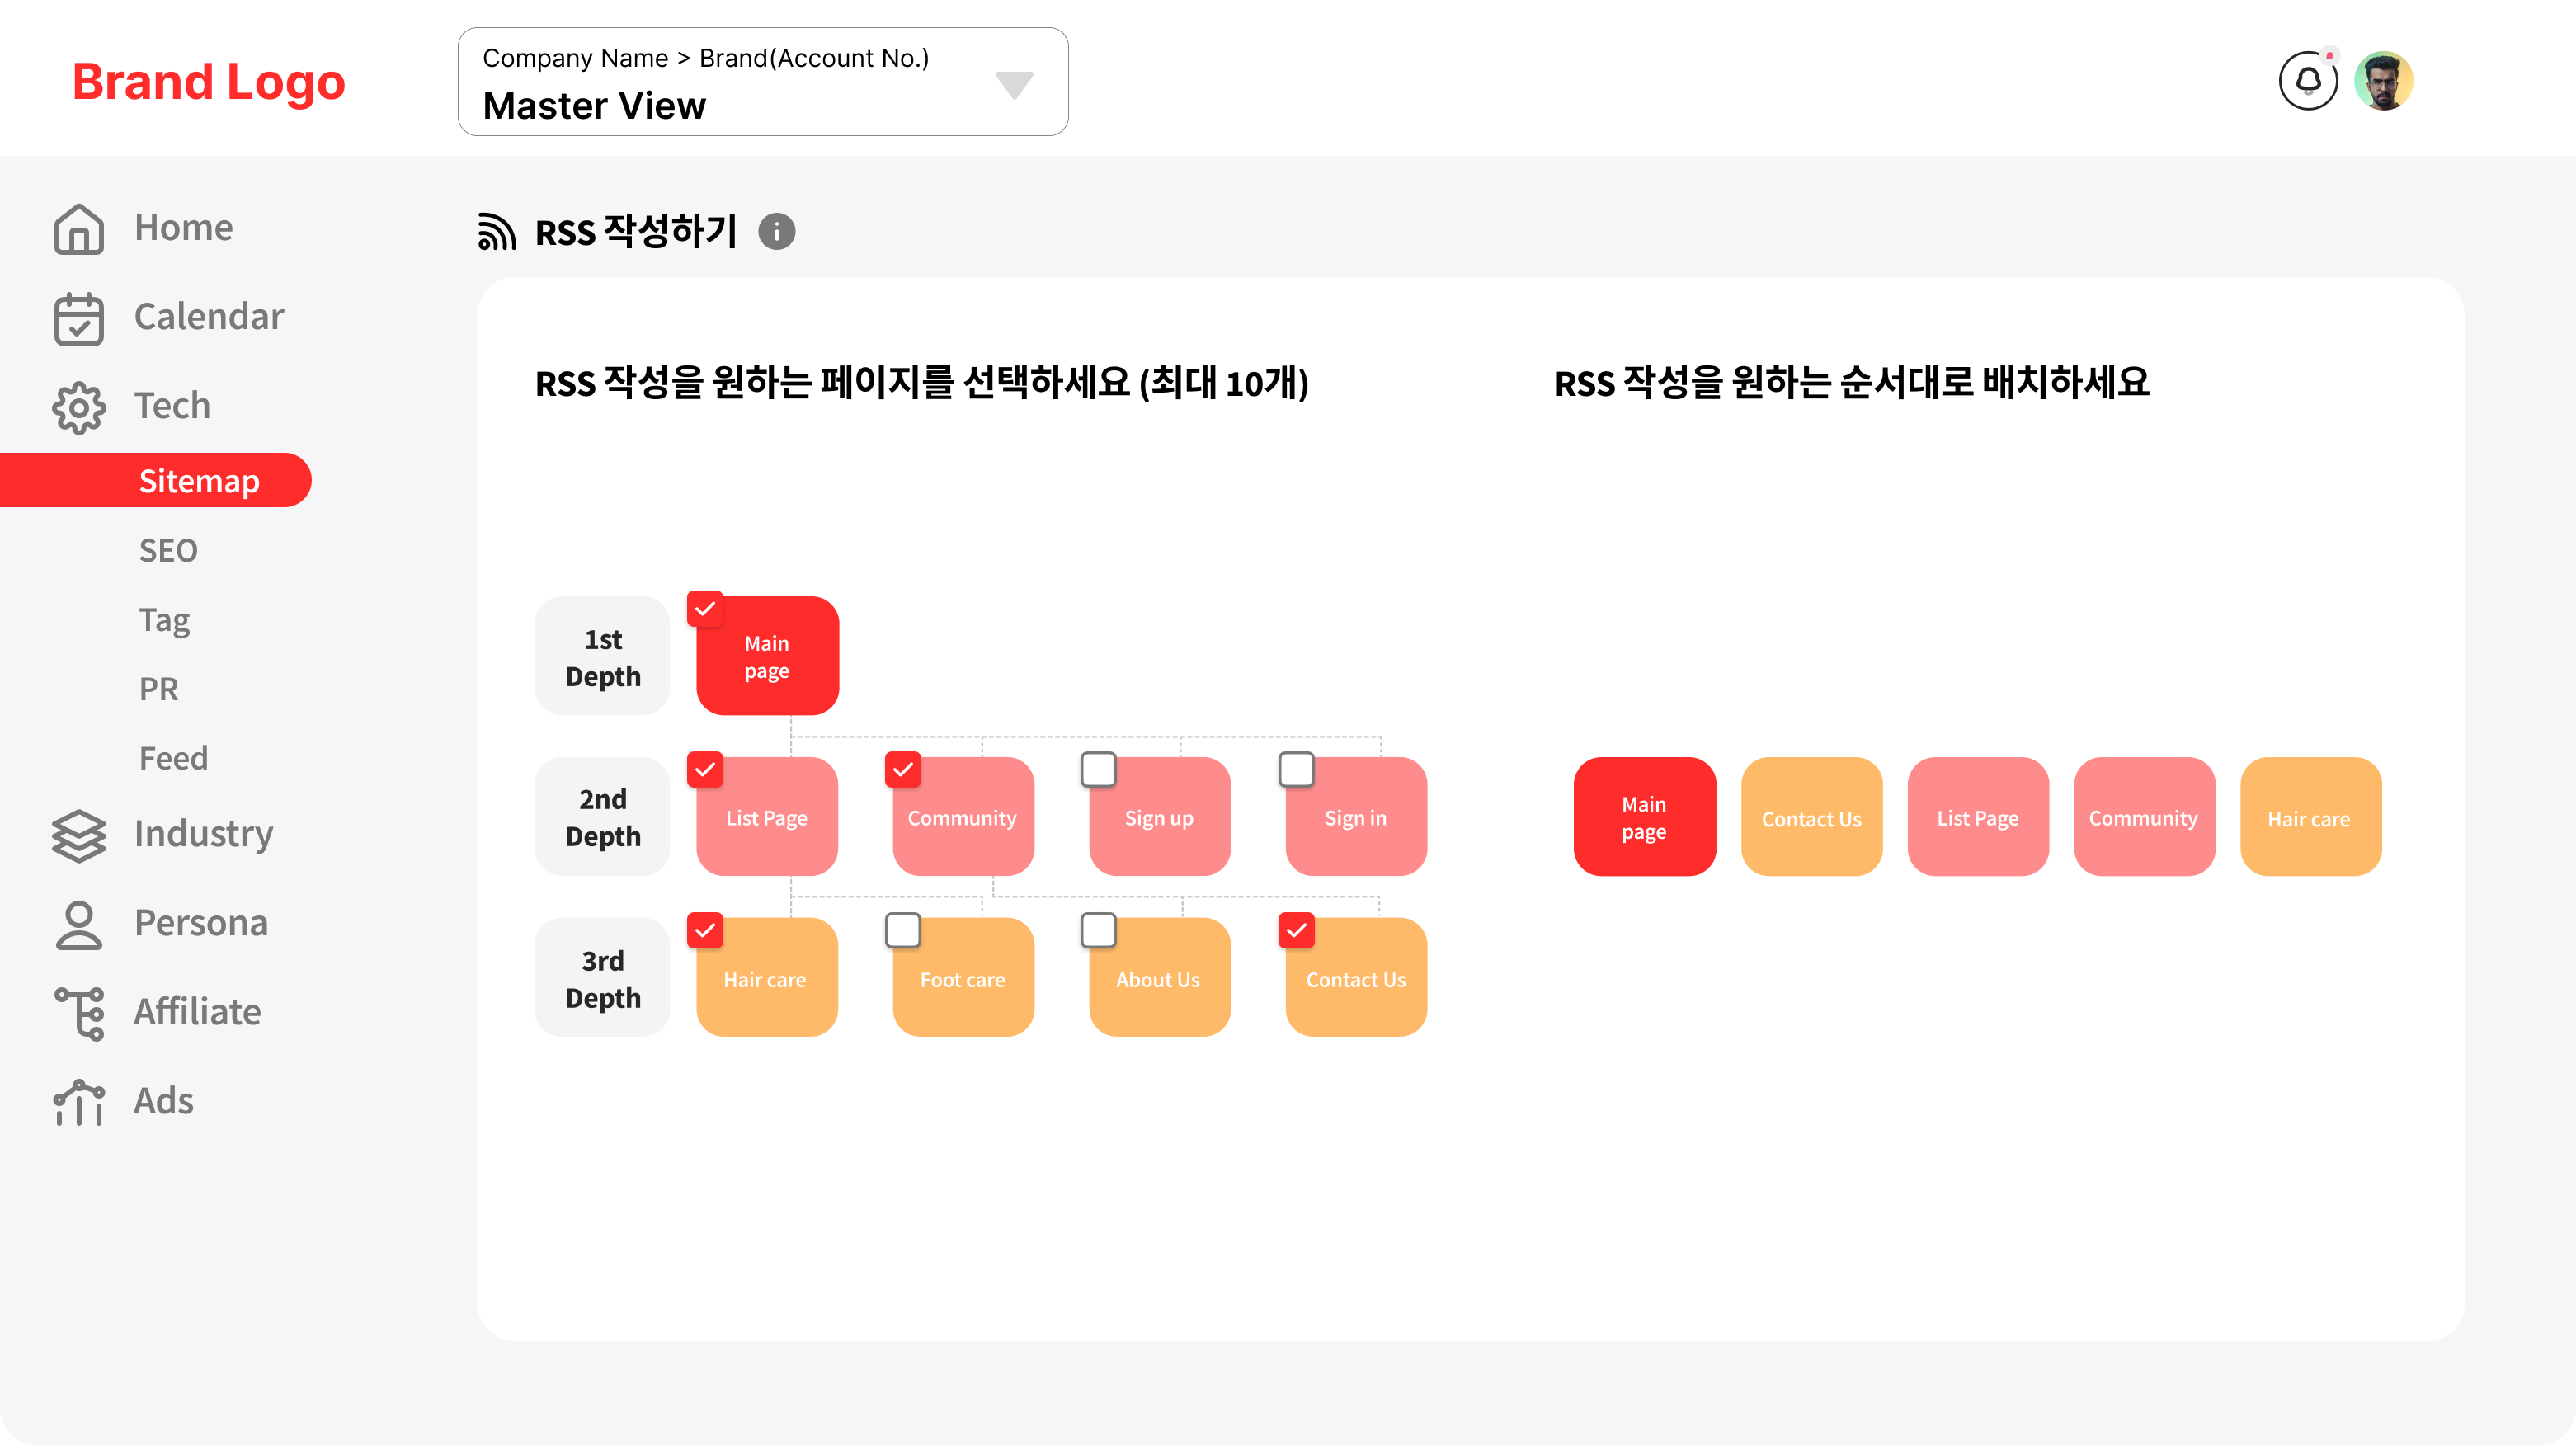 Brand Logo
Company Name > Brand(Account No.)
Master View
Home
Calendar
Tech
Sitemap
SEO
Tag
PR
Feed
Industry
Persona
Affiliate
Ads
RSS 작성하기
RSS 작성을 원하는 페이지를 선택하세요 (최대 10개)
1st
Depth
Main
page
2nd
Depth
List Page
Community
Sign up
Sign in
3rd
Depth
Hair care
Foot care
About Us
Contact Us
RSS 작성을 원하는 순서대로 배치하세요
Main
page
Contact Us
List Page
Community
Hair care